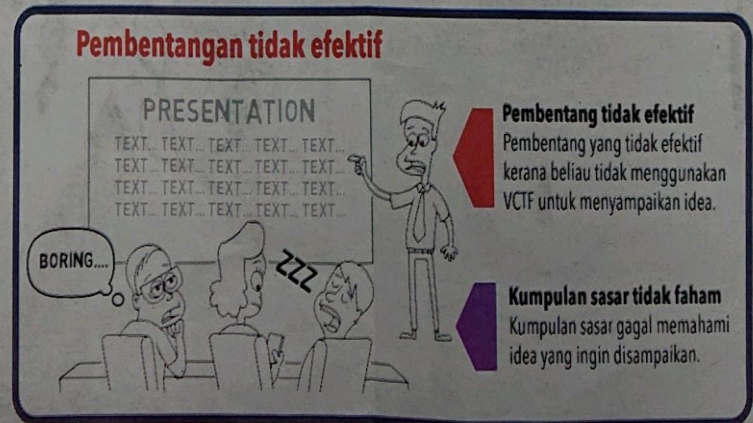 Pembentangan tidak efektif
PRESENTATION
TEXT... TEXT... TEXT... TEXT... TEXT...
TEXT... TEXT... TEXT... TEXT... TEXT...
TEXT... TEXT... TEXT... TEXT... TEXT...
TEXT... TEXT... TEXT... TEXT... TEXT...
BORING....
ZZZ
Pembentang tidak efektif
Pembentang yang tidak efektif
kerana beliau tidak menggunakan
VCTF untuk menyampaikan idea.
Kumpulan sasar tidak faham
Kumpulan sasar gagal memahami
idea yang ingin disampaikan.